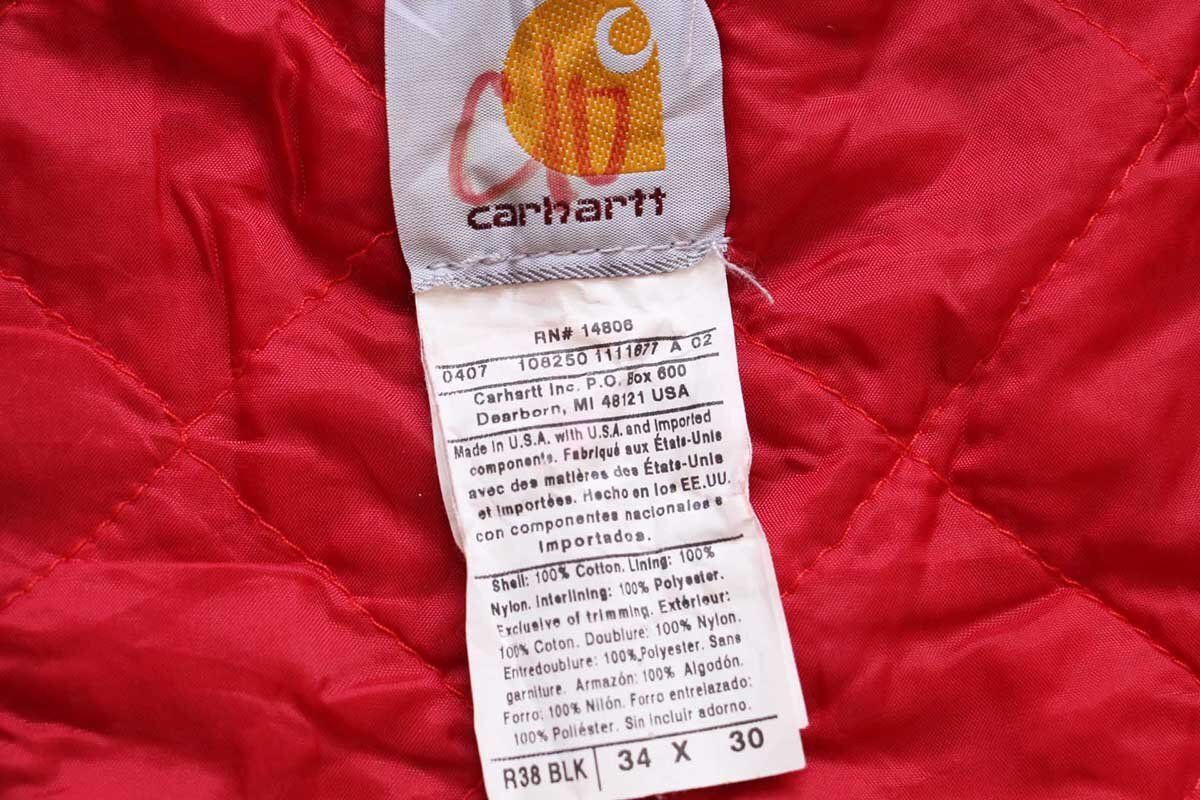 carhartt
RN# 14806
0407 108250 1111677 A 02
Carhartt Inc. P.O. Box 600
Dearborn, MI 48121 USA
Made in U.S.A. with U.S.A. and imported
components. Fabriqué aux États-Unis
avec des matières des États-Unis
et importées. Hecho en los EE.UU.
con componentes nacionales e
importados.
Shell: 100% Cotton. Lining: 100%
Nylon. Interlining: 100% Polyester.
Exclusive of trimming. Extérieur:
100% Coton. Doublure: 100% Nylon.
Entredoublure: 100% Polyester. Sans
garniture. Armazón: 100% Algodón.
Forro: 100% Nilón. Forro entrelazado:
100% Poliéster. Sin incluir adorno.
R38 BLK 34 X 30